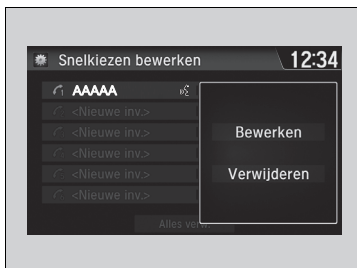 Snelkiezen bewerken
12:34
AAAAA
<Nieuwe inv.>
<Nieuwe inv.>
<Nieuwe inv.>
<Nieuwe inv.>
<Nieuwe inv.>
Bewerken
Verwijderen
Alles verw.